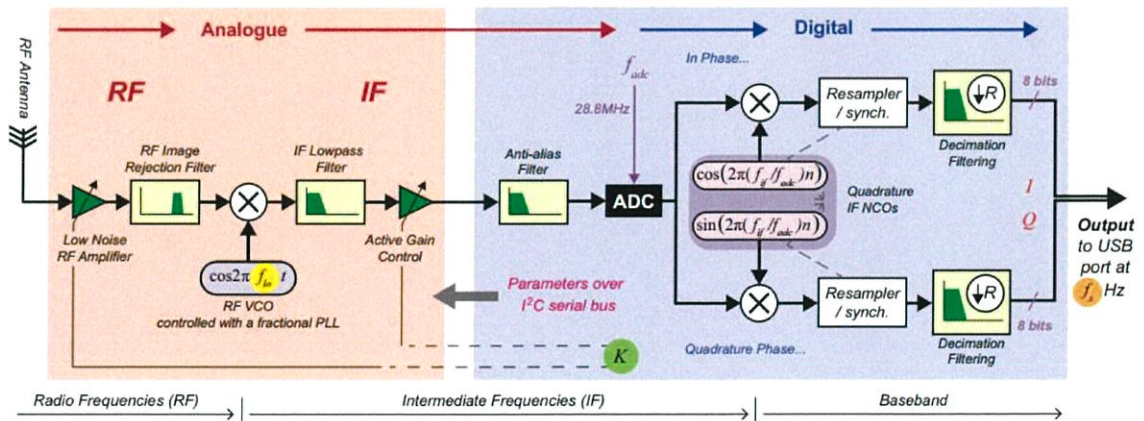 Analogue
Digital
RF Antenna
RF
IF
f_adc
28.8MHz
In Phase...
8 bits
Resampler
/ synch.
↓R
Decimation
Filtering
RF Image
Rejection Filter
IF Lowpass
Filter
Anti-alias
Filter
ADC
cos(2π(f_if/f_adc)n)
sin(2π(f_if/f_adc)n)
Quadrature
IF NCOs
I
Q
Low Noise
RF Amplifier
Active Gain
Control
cos2π f_lo t
RF VCO
controlled with a fractional PLL
Parameters over
I²C serial bus
K
Output
to USB
port at
f_s Hz
Resampler
/ synch.
↓R
8 bits
Decimation
Filtering
Quadrature Phase...
Radio Frequencies (RF)
Intermediate Frequencies (IF)
Baseband